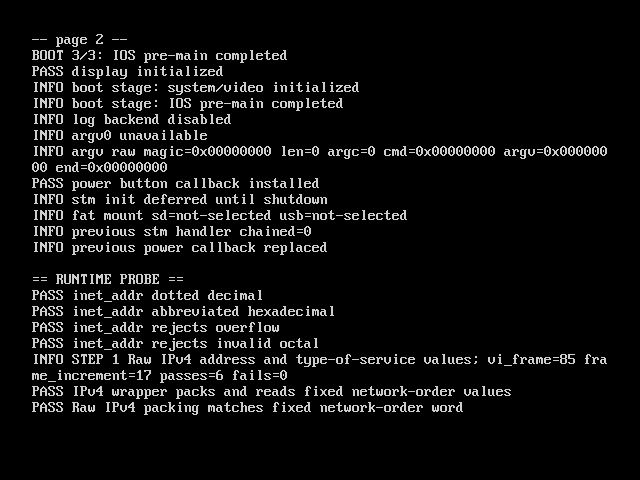 -- page 2 --
BOOT 3/3: IOS pre-main completed
PASS display initialized
INFO boot stage: system/video initialized
INFO boot stage: IOS pre-main completed
INFO log backend disabled
INFO argv0 unavailable
INFO argv raw magic=0x00000000 len=0 argc=0 cmd=0x00000000 argv=0x000000
00 end=0x00000000
PASS power button callback installed
INFO stm init deferred until shutdown
INFO fat mount sd=not-selected usb=not-selected
INFO previous stm handler chained=0
INFO previous power callback replaced
== RUNTIME PROBE ==
PASS inet_addr dotted decimal
PASS inet_addr abbreviated hexadecimal
PASS inet_addr rejects overflow
PASS inet_addr rejects invalid octal
INFO STEP 1 Raw IPv4 address and type-of-service values; vi_frame=85 fra
me_increment=17 passes=6 fails=0
PASS IPv4 wrapper packs and reads fixed network-order values
PASS Raw IPv4 packing matches fixed network-order word